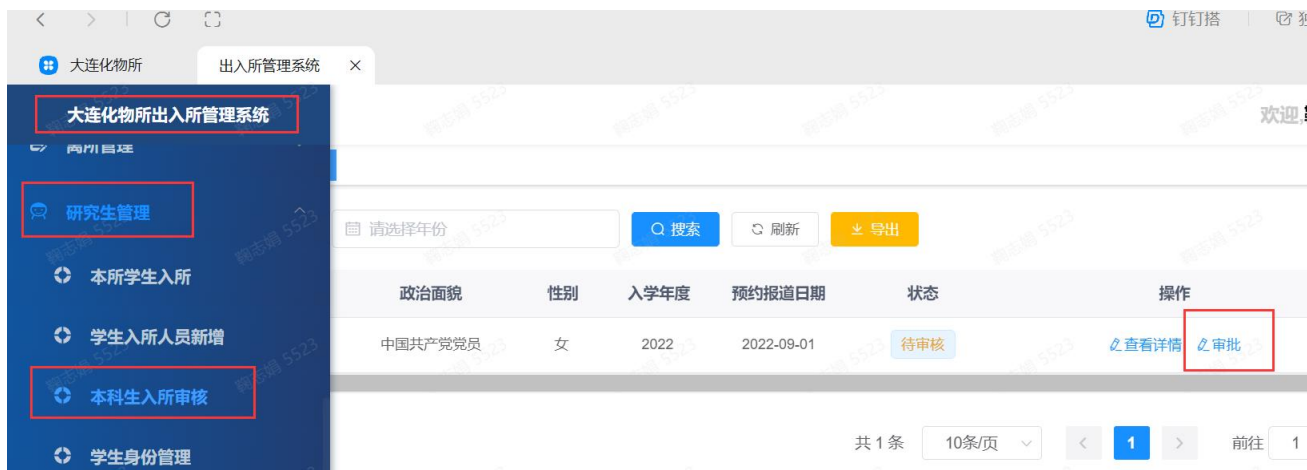 钉钉搭
大连化物所 出入所管理系统
大连化物所出入所管理系统
欢迎,
离所管理
研究生管理
请选择年份 搜索 刷新 导出
本所学生入所
政治面貌 性别 入学年度 预约报道日期 状态 操作
学生入所人员新增
中国共产党党员 女 2022 2022-09-01 待审核 查看详情 审批
本科生入所审核
共 1 条 10条/页 1 前往 1
学生身份管理